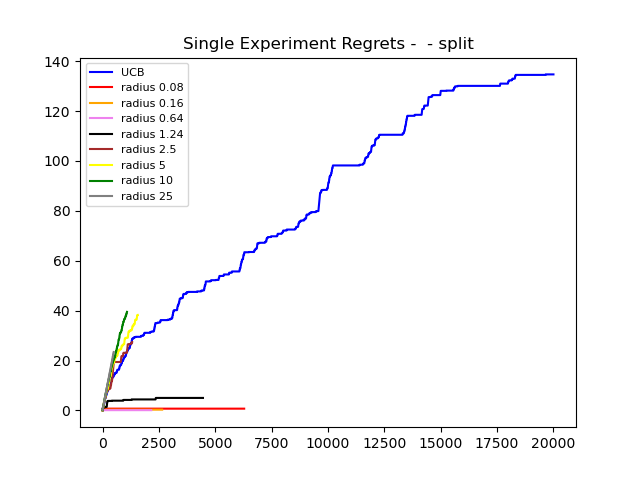 Single Experiment Regrets -  - split
140
120
100
80
60
40
20
0
UCB
radius 0.08
radius 0.16
radius 0.64
radius 1.24
radius 2.5
radius 5
radius 10
radius 25
0 2500 5000 7500 10000 12500 15000 17500 20000